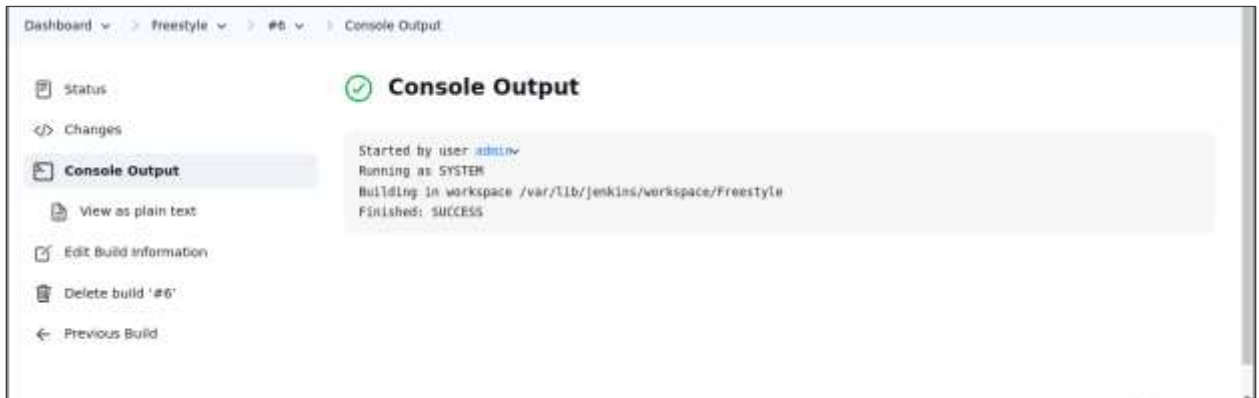 Dashboard > Freestyle > #6 > Console Output
Status
Changes
Console Output
View as plain text
Edit Build Information
Delete build '#6'
Previous Build
Console Output
Started by user admin
Running as SYSTEM
Building in workspace /var/lib/jenkins/workspace/Freestyle
Finished: SUCCESS